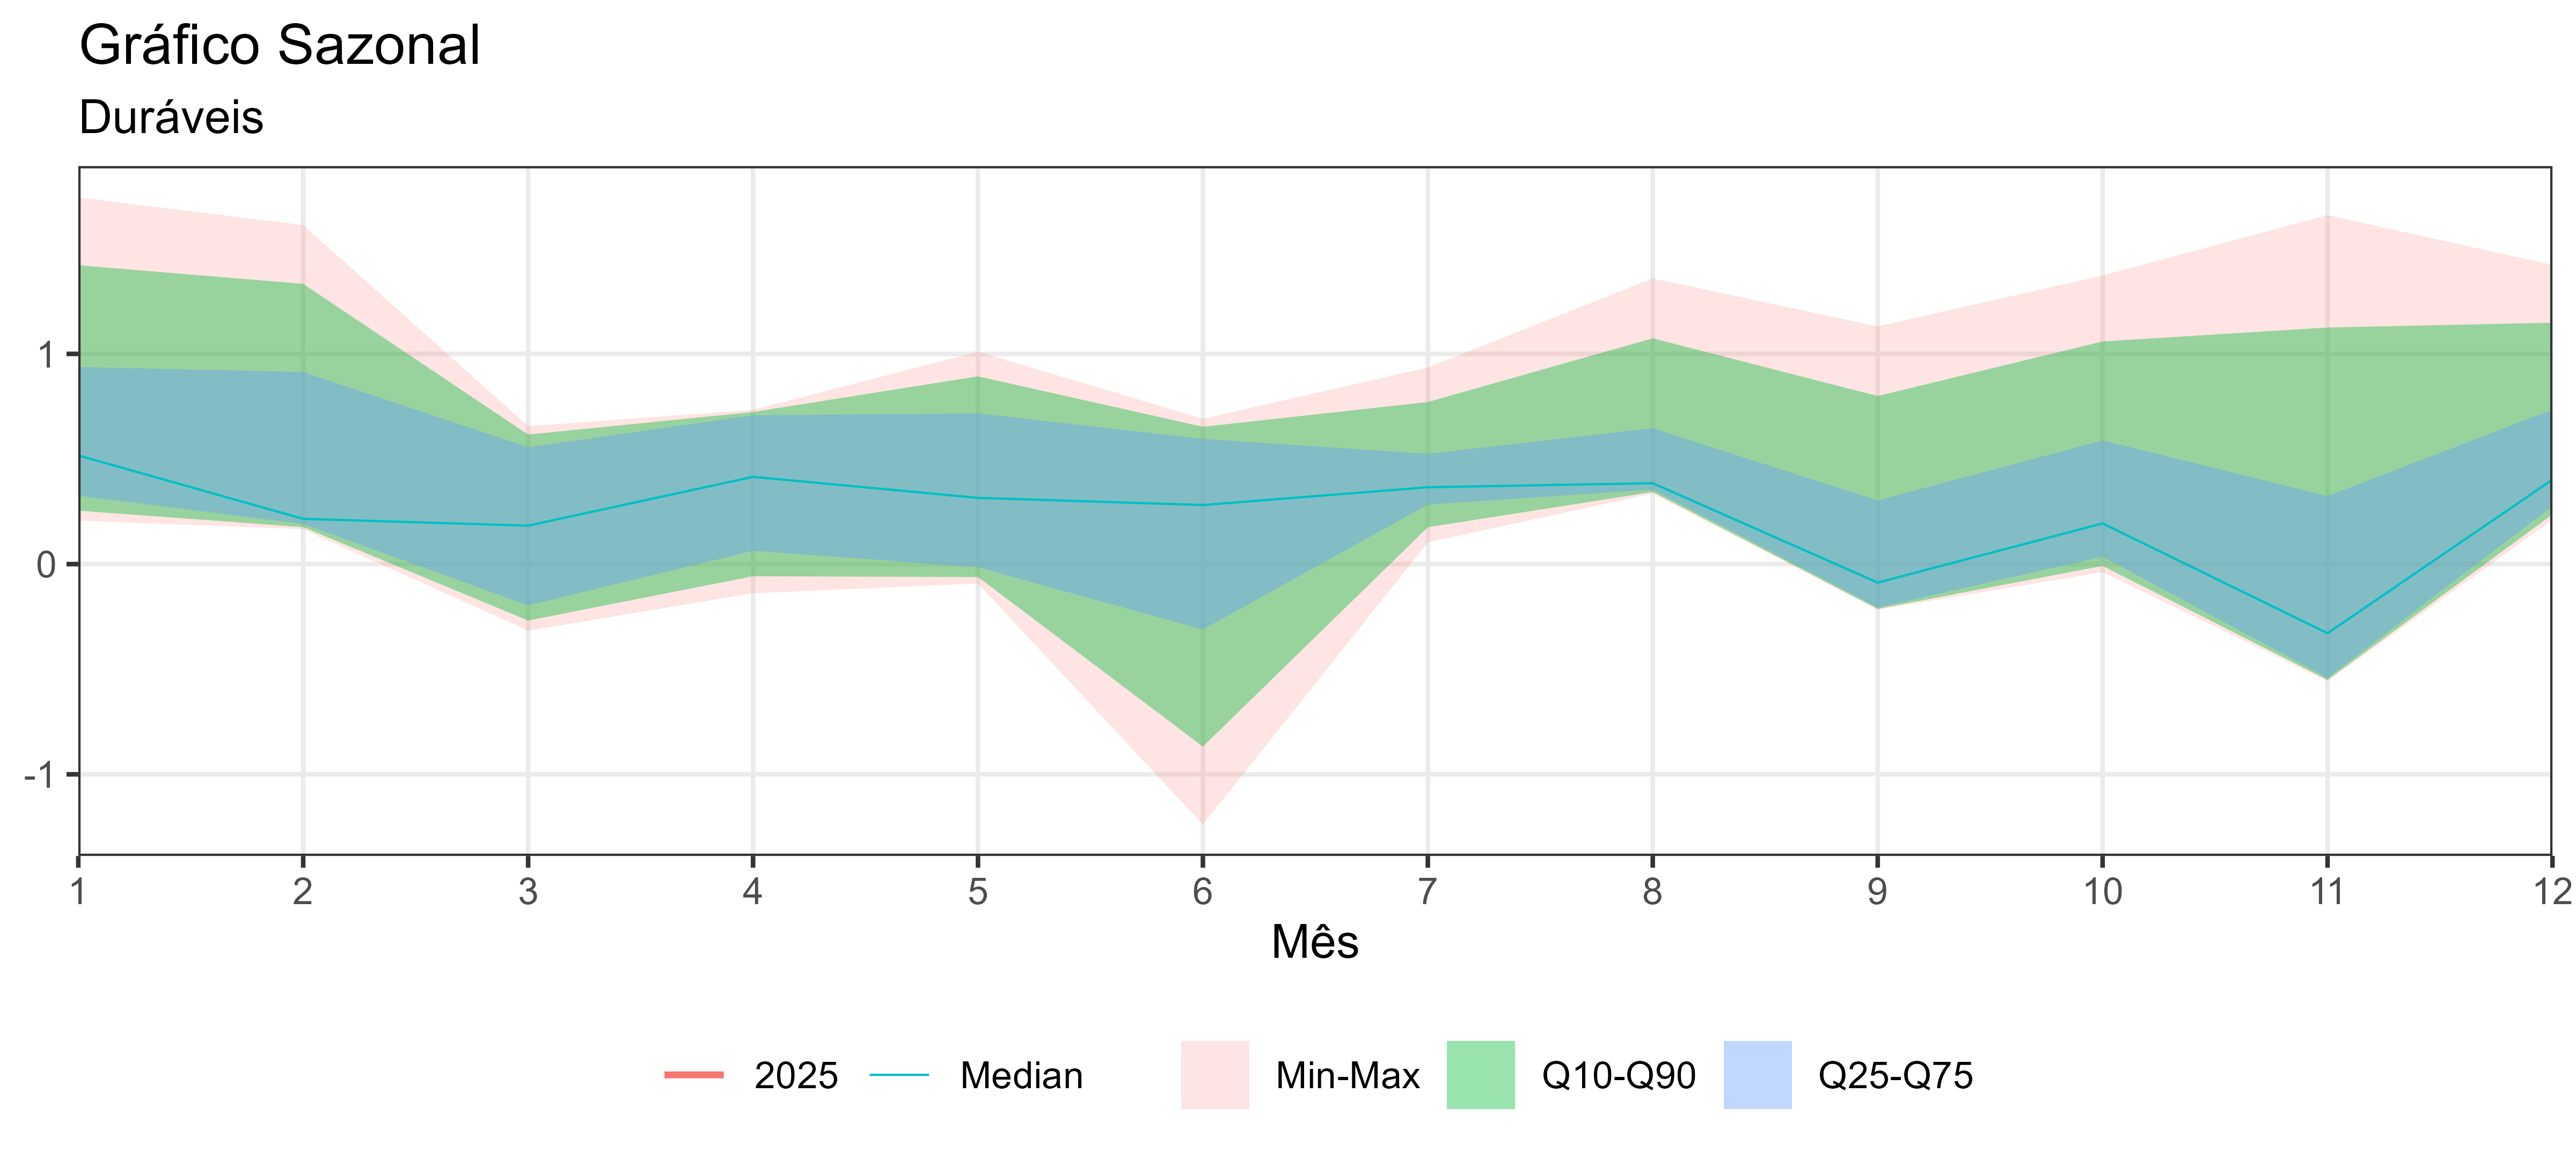 Gráfico Sazonal
Duráveis
1
0
-1
1 2 3 4 5 6 7 8 9 10 11 12
Mês
2025 Median Min-Max Q10-Q90 Q25-Q75